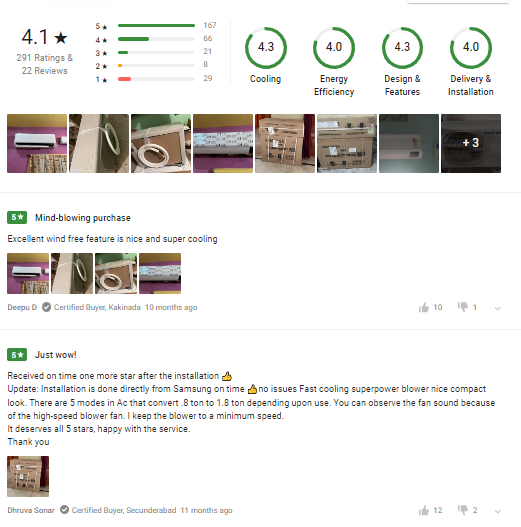 4.1★
291 Ratings &
22 Reviews
5★ 167
4★ 66
3★ 21
2★ 8
1★ 29
4.3 4.0 4.3 4.0
Cooling Energy Efficiency Design & Features Delivery & Installation
+ 3
5★ Mind-blowing purchase
Excellent wind free feature is nice and super cooling
Deepu D Certified Buyer, Kakinada 10 months ago 10 1
5★ Just wow!
Received on time one more star after the installation 👍
Update: Installation is done directly from Samsung on time 👍no issues Fast cooling superpower blower nice compact
look. There are 5 modes in Ac that convert .8 ton to 1.8 ton depending upon use. You can observe the fan sound because
of the high-speed blower fan. I keep the blower to a minimum speed.
It deserves all 5 stars, happy with the service.
Thank you
Dhruva Sonar Certified Buyer, Secunderabad 11 months ago 12 2